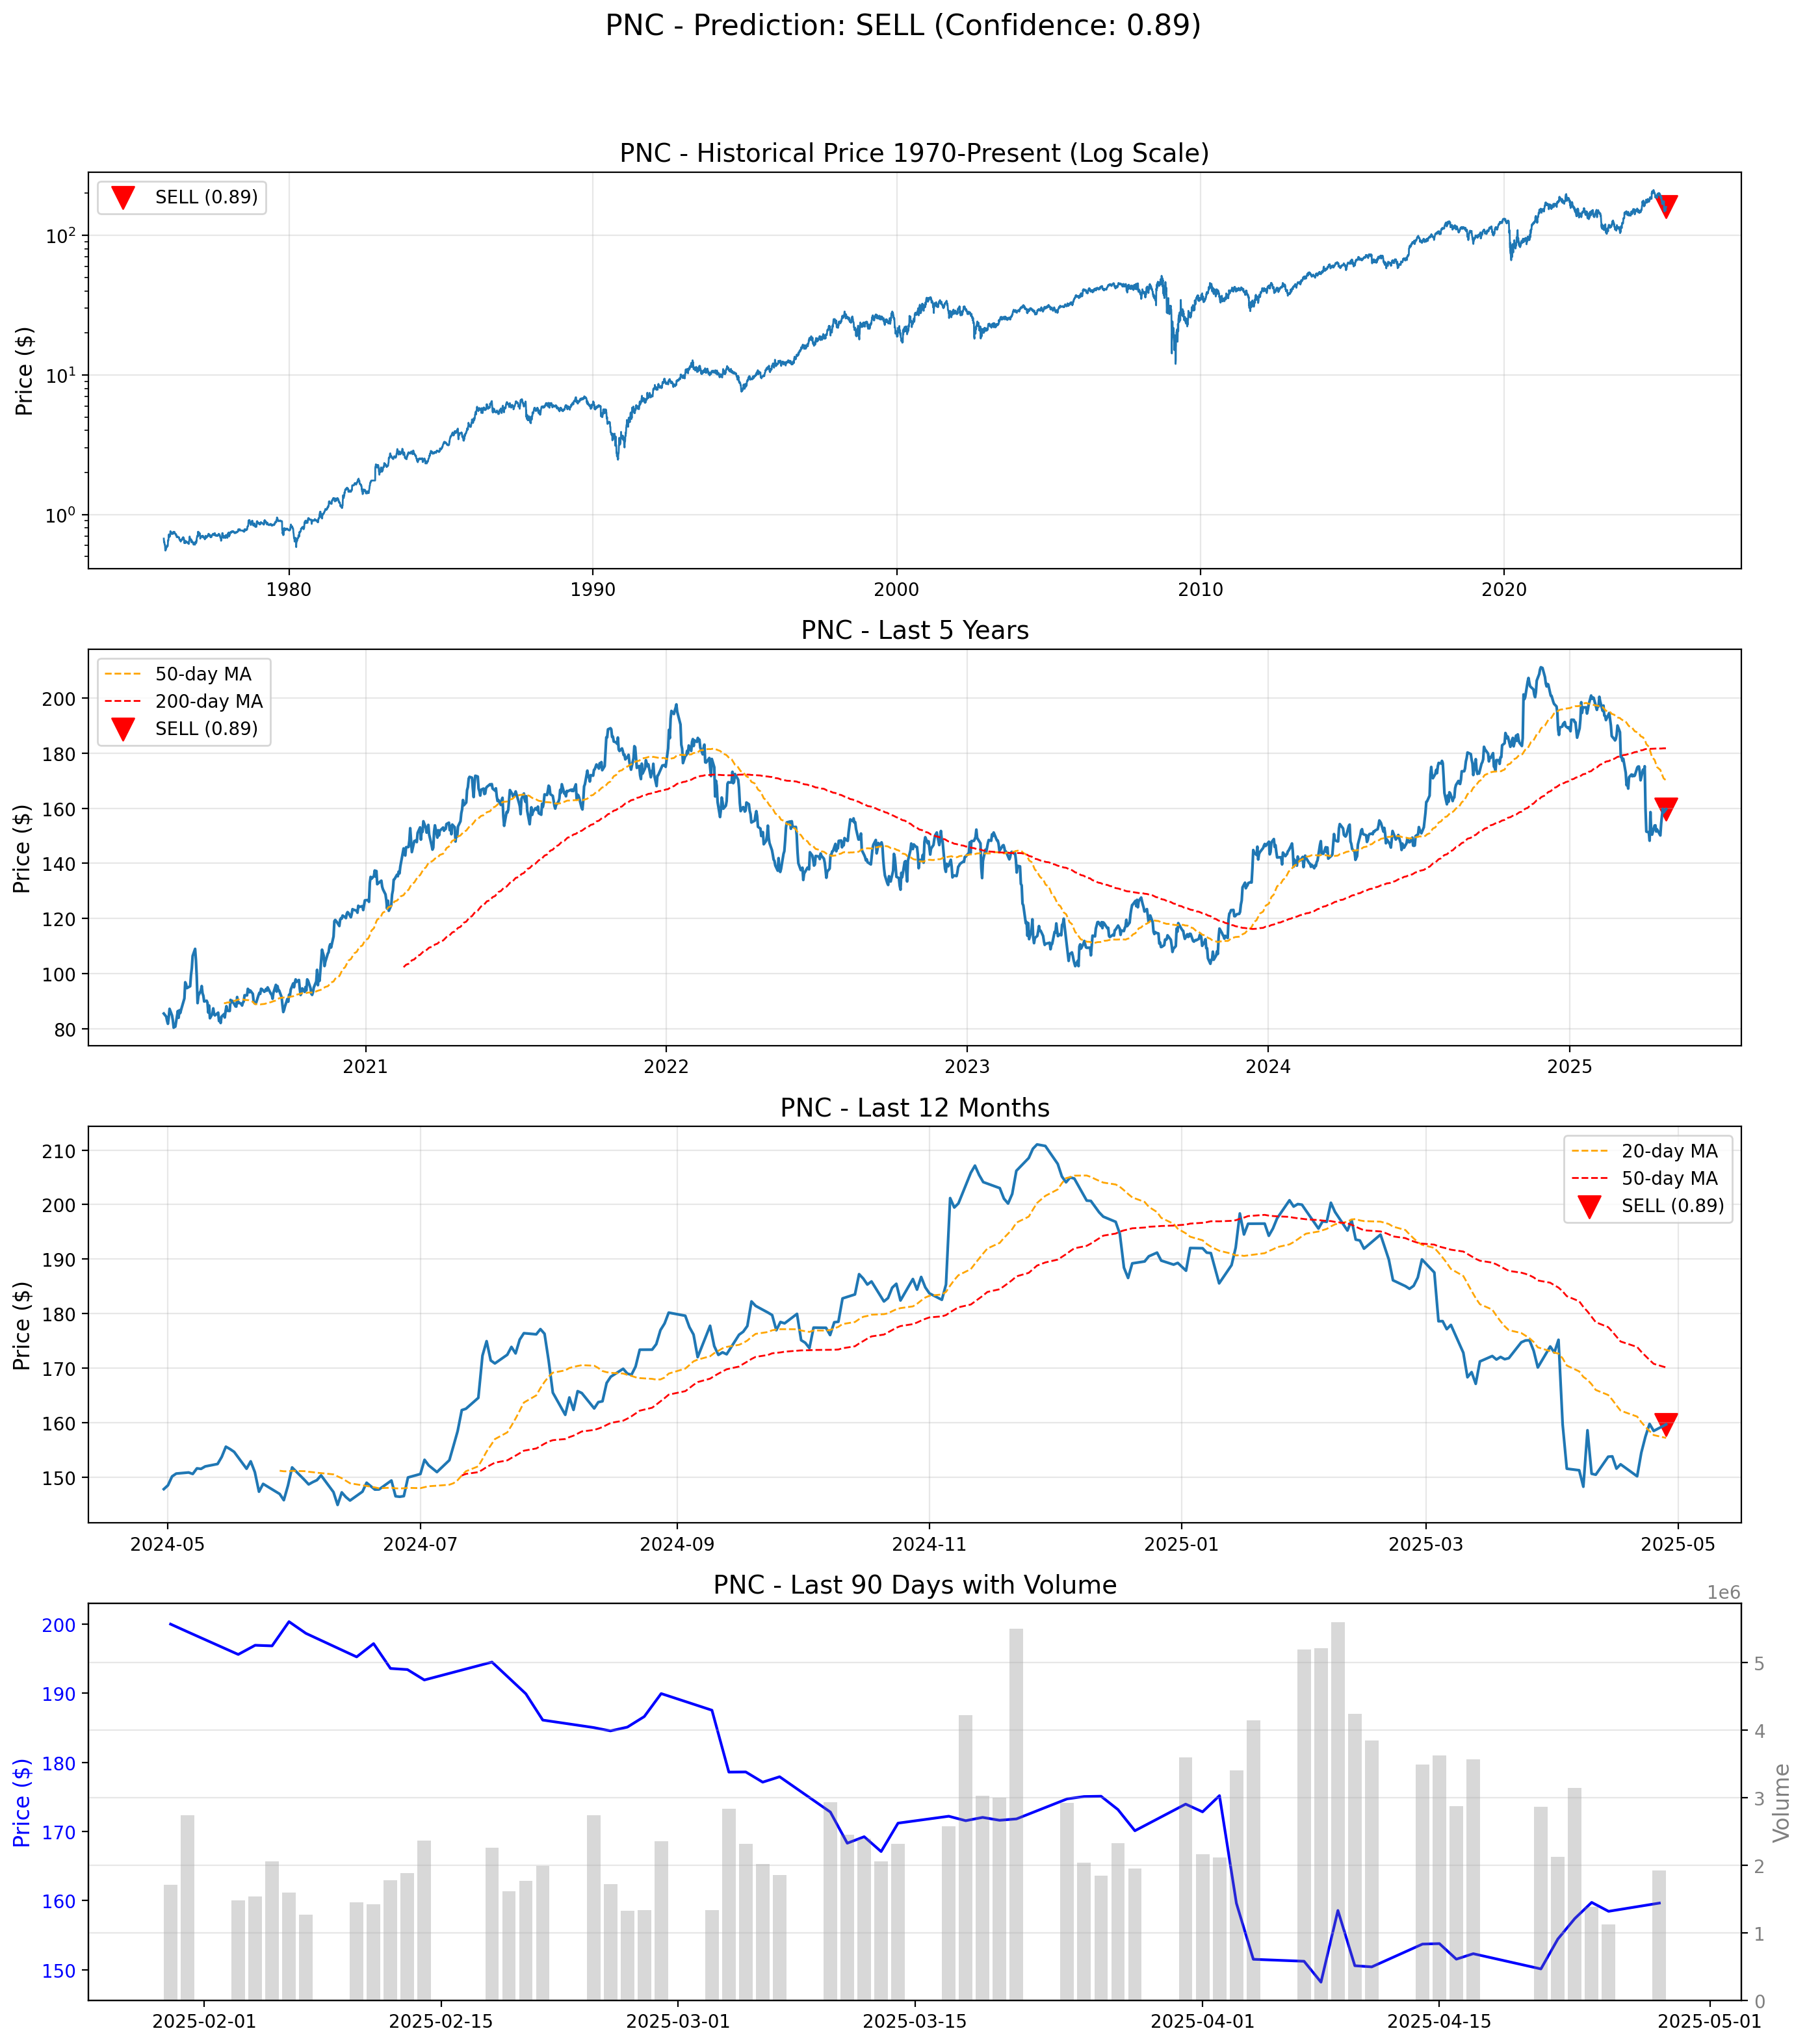 PNC - Prediction: SELL (Confidence: 0.89)
PNC - Historical Price 1970-Present (Log Scale)
SELL (0.89)
Price ($)
10²
10¹
10⁰
1980 1990 2000 2010 2020
PNC - Last 5 Years
50-day MA
200-day MA
SELL (0.89)
Price ($)
200
180
160
140
120
100
80
2021 2022 2023 2024 2025
PNC - Last 12 Months
20-day MA
50-day MA
SELL (0.89)
Price ($)
210
200
190
180
170
160
150
2024-05 2024-07 2024-09 2024-11 2025-01 2025-03 2025-05
PNC - Last 90 Days with Volume
1e6
Price ($)
200
190
180
170
160
150
5
4
3
2
1
0
Volume
2025-02-01 2025-02-15 2025-03-01 2025-03-15 2025-04-01 2025-04-15 2025-05-01